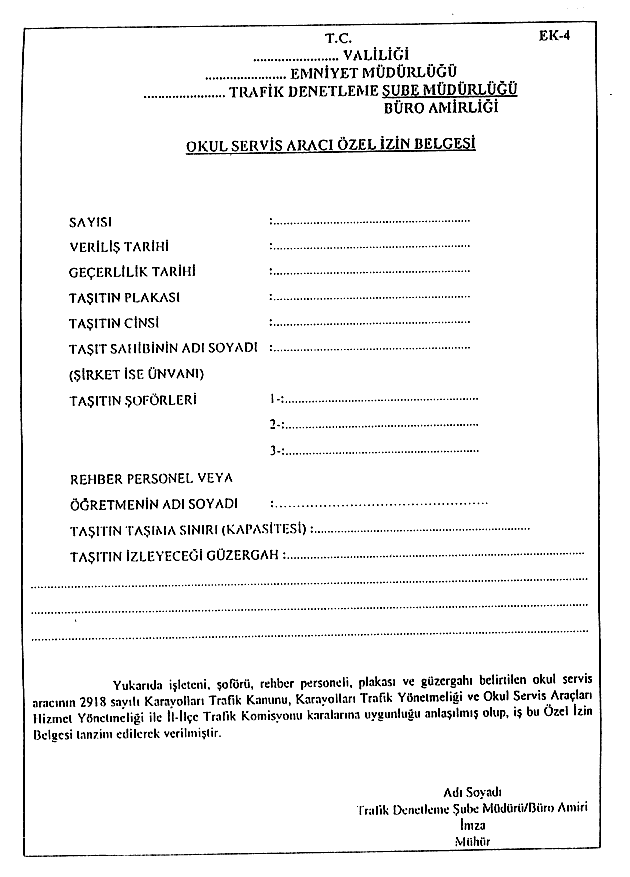 T.C. EK-4
........................ VALİLİĞİ
....................... EMNİYET MÜDÜRLÜĞÜ
....................... TRAFİK DENETLEME ŞUBE MÜDÜRLÜĞÜ
BÜRO AMİRLİĞİ
OKUL SERVİS ARACI ÖZEL İZİN BELGESİ
SAYISI :........................................................
VERİLİŞ TARİHİ :........................................................
GEÇERLİLİK TARİHİ :........................................................
TAŞITIN PLAKASI :........................................................
TAŞITIN CİNSİ :........................................................
TAŞIT SAHİBİNİN ADI SOYADI :........................................................
(ŞİRKET İSE ÜNVANI)
TAŞITIN ŞOFÖRLERİ 1-:.......................................................
2-:.......................................................
3-:.......................................................
REHBER PERSONEL VEYA
ÖĞRETMENİN ADI SOYADI :................................................
TAŞITIN TAŞIMA SINIRI (KAPASİTESİ) :............................................................
TAŞITIN İZLEYECEĞİ GÜZERGAH :....................................................................................
................................................................................................................................................
................................................................................................................................................
................................................................................................................................................
Yukarıda işleteni, şoförü, rehber personeli, plakası ve güzergahı belirtilen okul servis
aracının 2918 sayılı Karayolları Trafik Kanunu, Karayolları Trafik Yönetmeliği ve Okul Servis Araçları
Hizmet Yönetmeliği ile İl-İlçe Trafik Komisyonu karalarına uygunluğu anlaşılmış olup, iş bu Özel İzin
Belgesi tanzim edilerek verilmiştir.
Adı Soyadı
Trafik Denetleme Şube Müdürü/Büro Amiri
İmza
Mühür